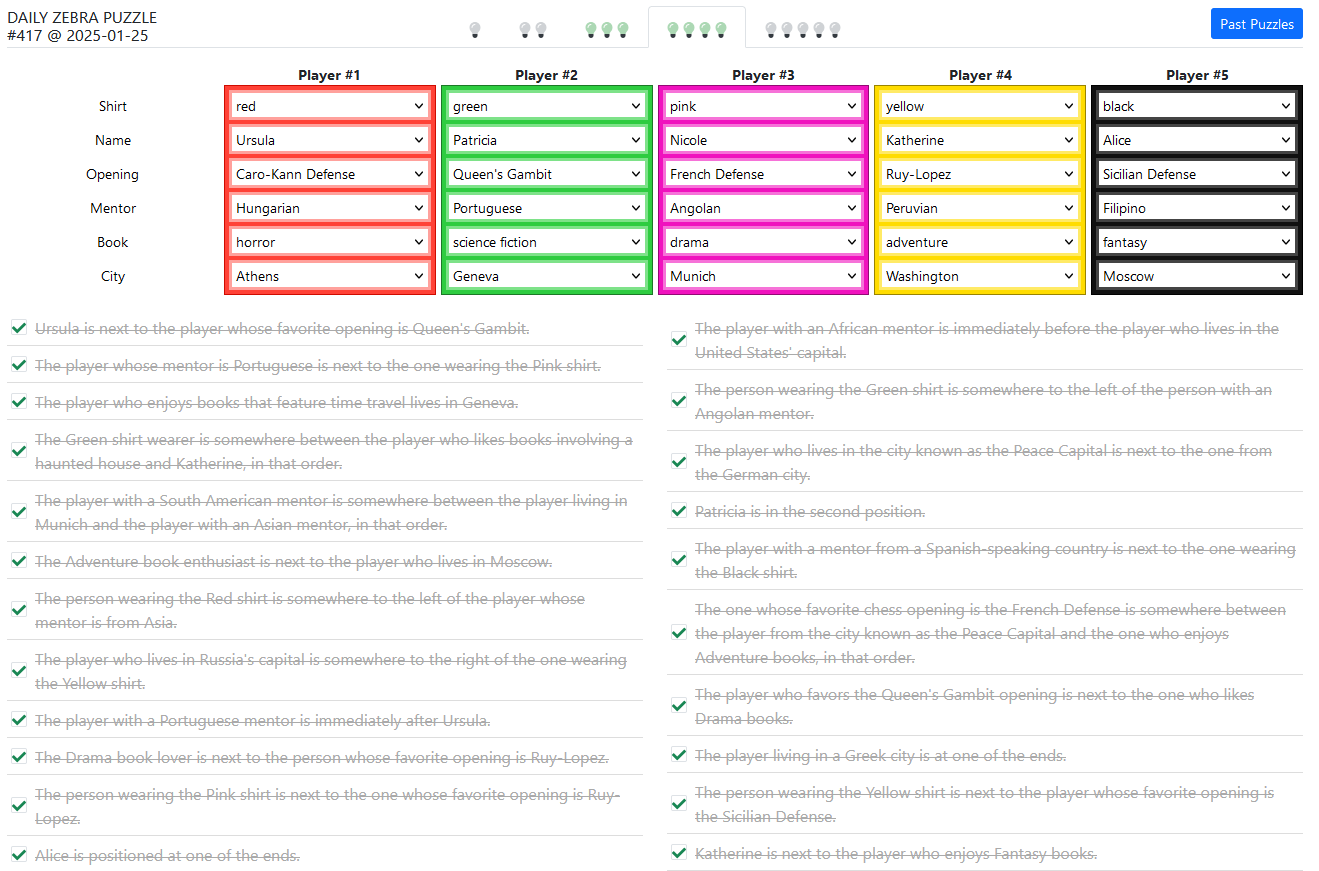 DAILY ZEBRA PUZZLE
#417 @ 2025-01-25
Past Puzzles
Player #1 Player #2 Player #3 Player #4 Player #5
Shirt red green pink yellow black
Name Ursula Patricia Nicole Katherine Alice
Opening Caro-Kann Defense Queen's Gambit French Defense Ruy-Lopez Sicilian Defense
Mentor Hungarian Portuguese Angolan Peruvian Filipino
Book horror science fiction drama adventure fantasy
City Athens Geneva Munich Washington Moscow
Ursula is next to the player whose favorite opening is Queen's Gambit.
The player whose mentor is Portuguese is next to the one wearing the Pink shirt.
The player who enjoys books that feature time travel lives in Geneva.
The Green shirt wearer is somewhere between the player who likes books involving a
haunted house and Katherine, in that order.
The player with a South American mentor is somewhere between the player living in
Munich and the player with an Asian mentor, in that order.
The Adventure book enthusiast is next to the player who lives in Moscow.
The person wearing the Red shirt is somewhere to the left of the player whose
mentor is from Asia.
The player who lives in Russia's capital is somewhere to the right of the one wearing
the Yellow shirt.
The player with a Portuguese mentor is immediately after Ursula.
The Drama book lover is next to the person whose favorite opening is Ruy-Lopez.
The person wearing the Pink shirt is next to the one whose favorite opening is Ruy-
Lopez.
Alice is positioned at one of the ends.
The player with an African mentor is immediately before the player who lives in the
United States' capital.
The person wearing the Green shirt is somewhere to the left of the person with an
Angolan mentor.
The player who lives in the city known as the Peace Capital is next to the one from
the German city.
Patricia is in the second position.
The player with a mentor from a Spanish-speaking country is next to the one wearing
the Black shirt.
The one whose favorite chess opening is the French Defense is somewhere between
the player from the city known as the Peace Capital and the one who enjoys
Adventure books, in that order.
The player who favors the Queen's Gambit opening is next to the one who likes
Drama books.
The player living in a Greek city is at one of the ends.
The person wearing the Yellow shirt is next to the player whose favorite opening is
the Sicilian Defense.
Katherine is next to the player who enjoys Fantasy books.